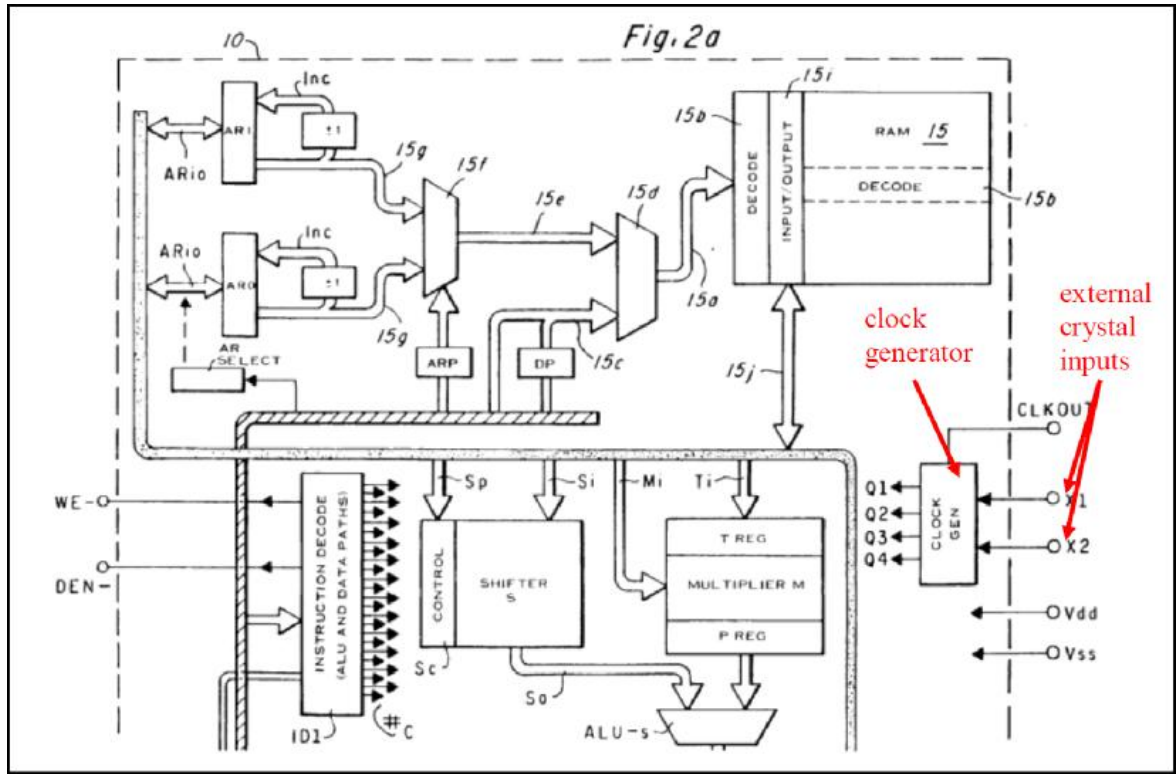 Fig. 2a
10
Inc
AR1
±1
ARio
15g
15f
15e
15d
15b
15i
DECODE
INPUT/OUTPUT
RAM 15
DECODE
15b
15a
Inc
ARio
AR0
±1
15g
15c
AR
SELECT
ARP
DP
15j
clock
generator
external
crystal
inputs
CLKOUT
WE-
DEN-
INSTRUCTION DECODE
(ALU AND DATA PATHS)
ID1
#C
Sp
Si
Mi
Ti
CONTROL
SHIFTER
S
Sc
So
T REG
MULTIPLIER M
P REG
ALU-s
Q1
Q2
Q3
Q4
CLOCK
GEN
X1
X2
Vdd
Vss